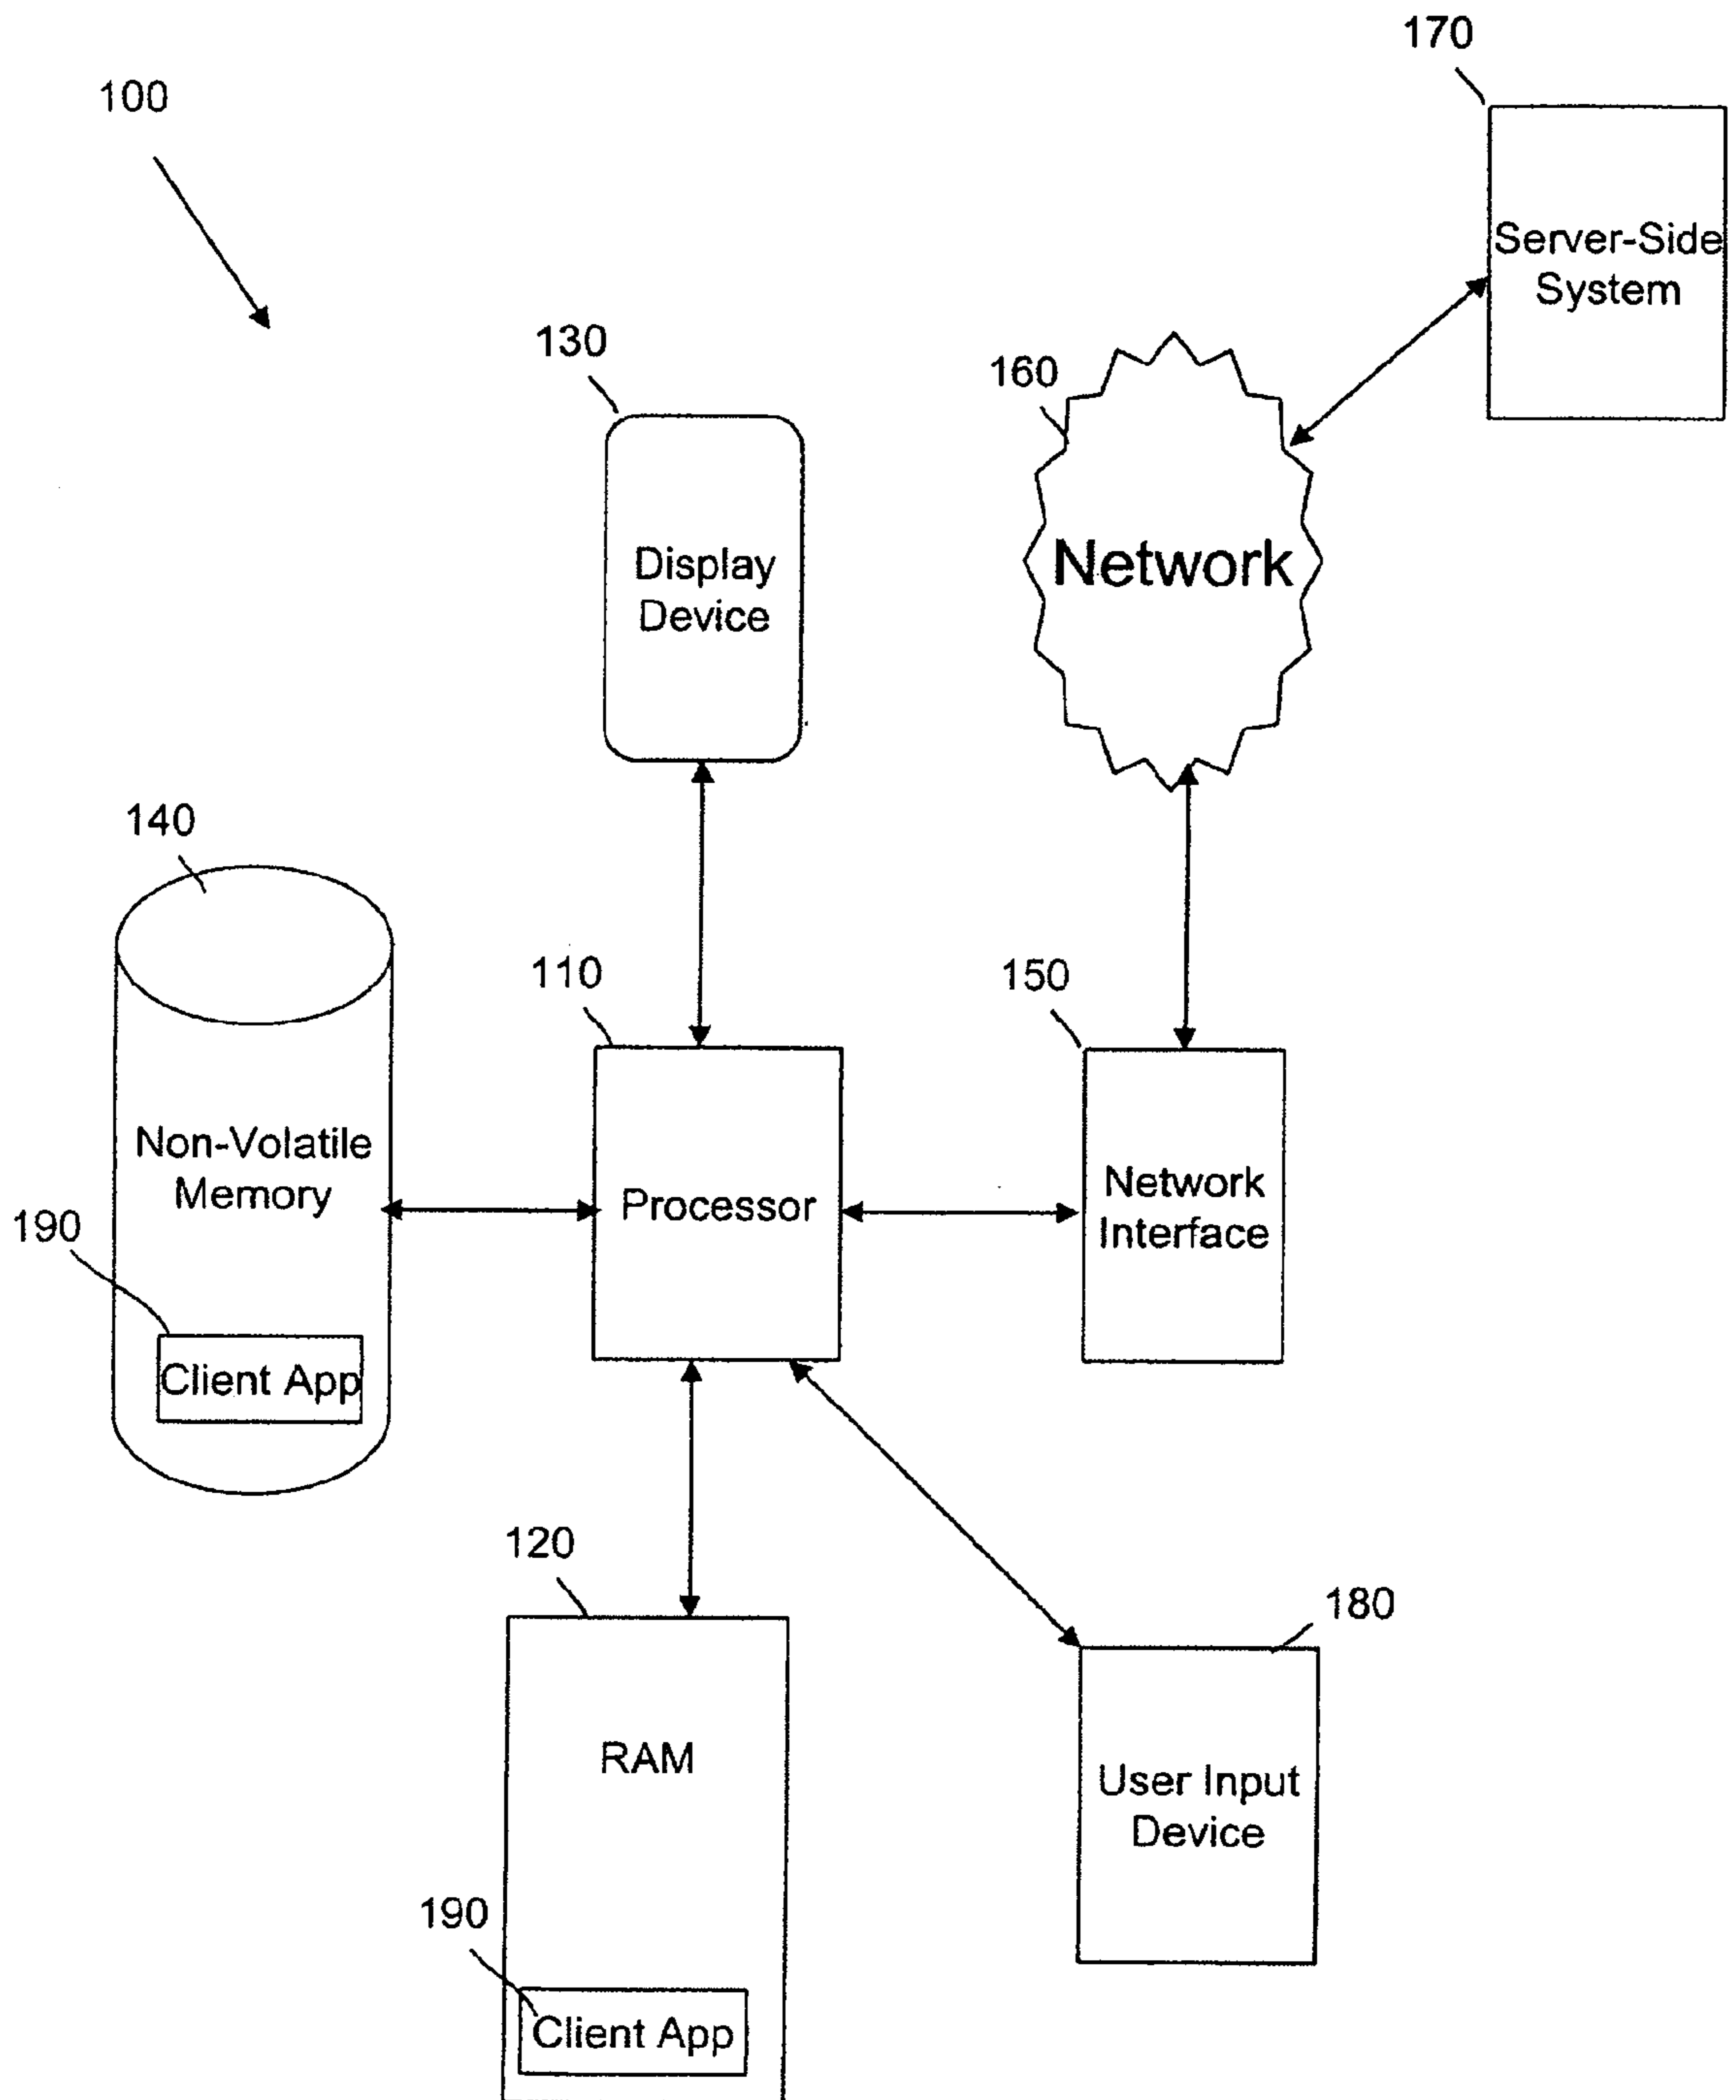 170
100
Server-Side
System
130
160
Display
Device
Network
140
110
150
Non-Volatile
Memory
Processor
Network
Interface
190
Client App
120
180
RAM
User Input
Device
190
Client App